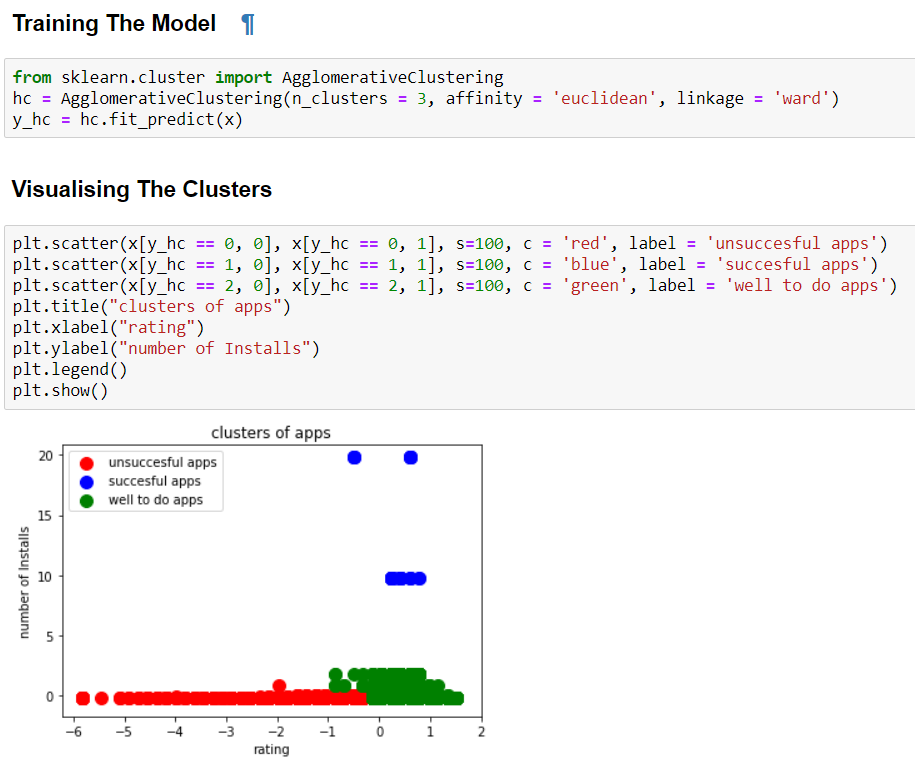 Training The Model ¶
from sklearn.cluster import AgglomerativeClustering
hc = AgglomerativeClustering(n_clusters = 3, affinity = 'euclidean', linkage = 'ward')
y_hc = hc.fit_predict(x)
Visualising The Clusters
plt.scatter(x[y_hc == 0, 0], x[y_hc == 0, 1], s=100, c = 'red', label = 'unsuccesful apps')
plt.scatter(x[y_hc == 1, 0], x[y_hc == 1, 1], s=100, c = 'blue', label = 'succesful apps')
plt.scatter(x[y_hc == 2, 0], x[y_hc == 2, 1], s=100, c = 'green', label = 'well to do apps')
plt.title("clusters of apps")
plt.xlabel("rating")
plt.ylabel("number of Installs")
plt.legend()
plt.show()
clusters of apps
unsuccesful apps
succesful apps
well to do apps
number of Installs
20
15
10
5
0
−6 −5 −4 −3 −2 −1 0 1 2
rating